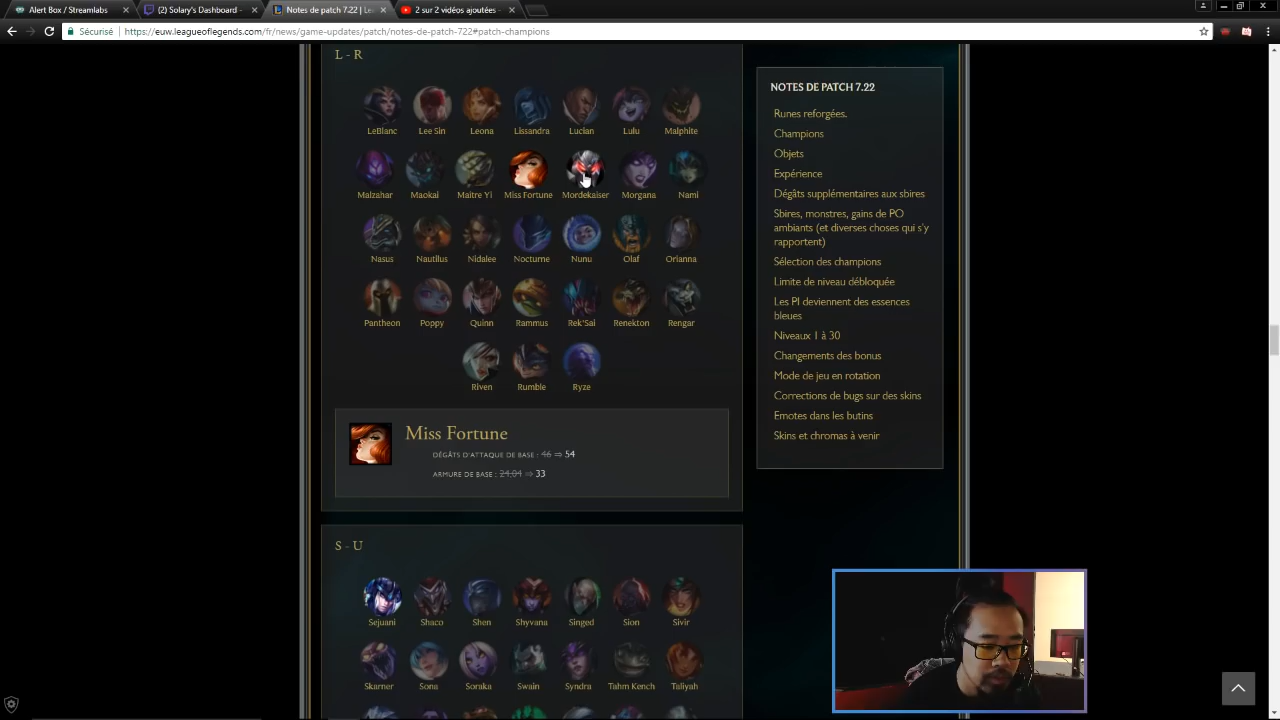 Alert Box / Streamlabs
(2) Solary's Dashboard -
Notes de patch 7.22 | Le
2 sur 2 vidéos ajoutées -
Sécurisé
https://euw.leagueoflegends.com/fr/news/game-updates/patch/notes-de-patch-722#patch-champions
L - R
LeBlanc Lee Sin Leona Lissandra Lucian Lulu Malphite
Malzahar Maokai Maitre Yi Miss Fortune Mordekaiser Morgana Nami
Nasus Nautilus Nidalee Nocturne Nunu Olaf Orianna
Pantheon Poppy Quinn Rammus Rek'Sai Renekton Rengar
Riven Rumble Ryze
Miss Fortune
DÉGÂTS D'ATTAQUE DE BASE : 46 ⇒ 54
ARMURE DE BASE : 24,04 ⇒ 33
S - U
Sejuani Shaco Shen Shyvana Singed Sion Sivir
Skarner Sona Soraka Swain Syndra Tahm Kench Taliyah
NOTES DE PATCH 7.22
Runes reforgées.
Champions
Objets
Expérience
Dégâts supplémentaires aux sbires
Sbires, monstres, gains de PO
ambiants (et diverses choses qui s'y
rapportent)
Sélection des champions
Limite de niveau débloquée
Les PI deviennent des essences
bleues
Niveaux 1 à 30
Changements des bonus
Mode de jeu en rotation
Corrections de bugs sur des skins
Emotes dans les butins
Skins et chromas à venir